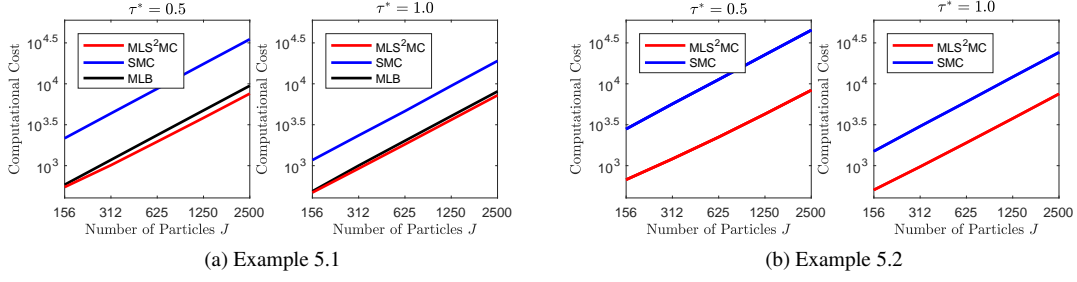 τ* = 0.5
Computational Cost
10^4.5
10^4
10^3.5
10^3
MLS²MC
SMC
MLB
156 312 625 1250 2500
Number of Particles J
τ* = 1.0
Computational Cost
10^4.5
10^4
10^3.5
10^3
MLS²MC
SMC
MLB
156 312 625 1250 2500
Number of Particles J
(a) Example 5.1
τ* = 0.5
Computational Cost
10^4.5
10^4
10^3.5
10^3
MLS²MC
SMC
156 312 625 1250 2500
Number of Particles J
τ* = 1.0
Computational Cost
10^4.5
10^4
10^3.5
10^3
MLS²MC
SMC
156 312 625 1250 2500
Number of Particles J
(b) Example 5.2